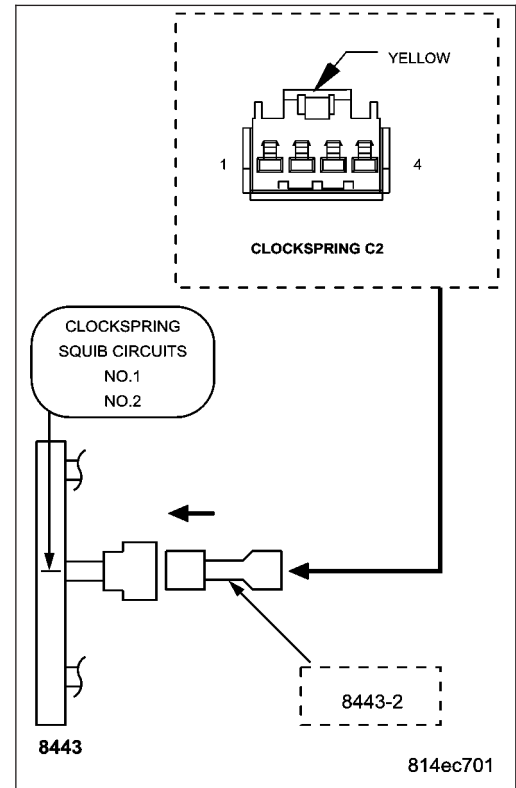 YELLOW
1
4
CLOCKSPRING C2
CLOCKSPRING
SQUIB CIRCUITS
NO.1
NO.2
8443-2
8443
814ec701